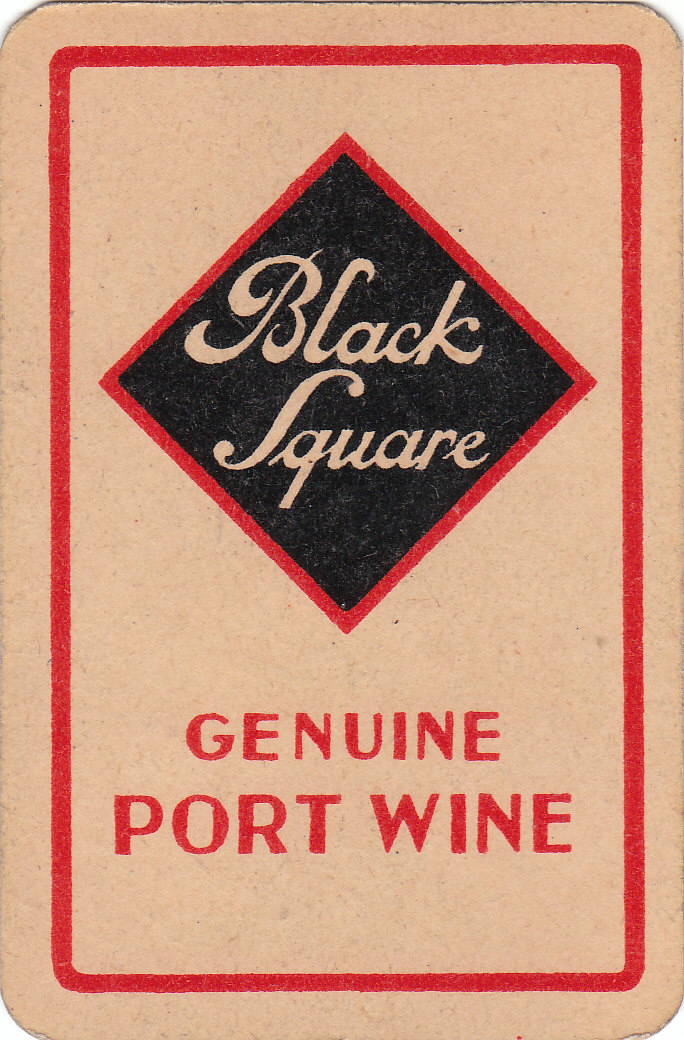 Black
Square
GENUINE
PORT WINE